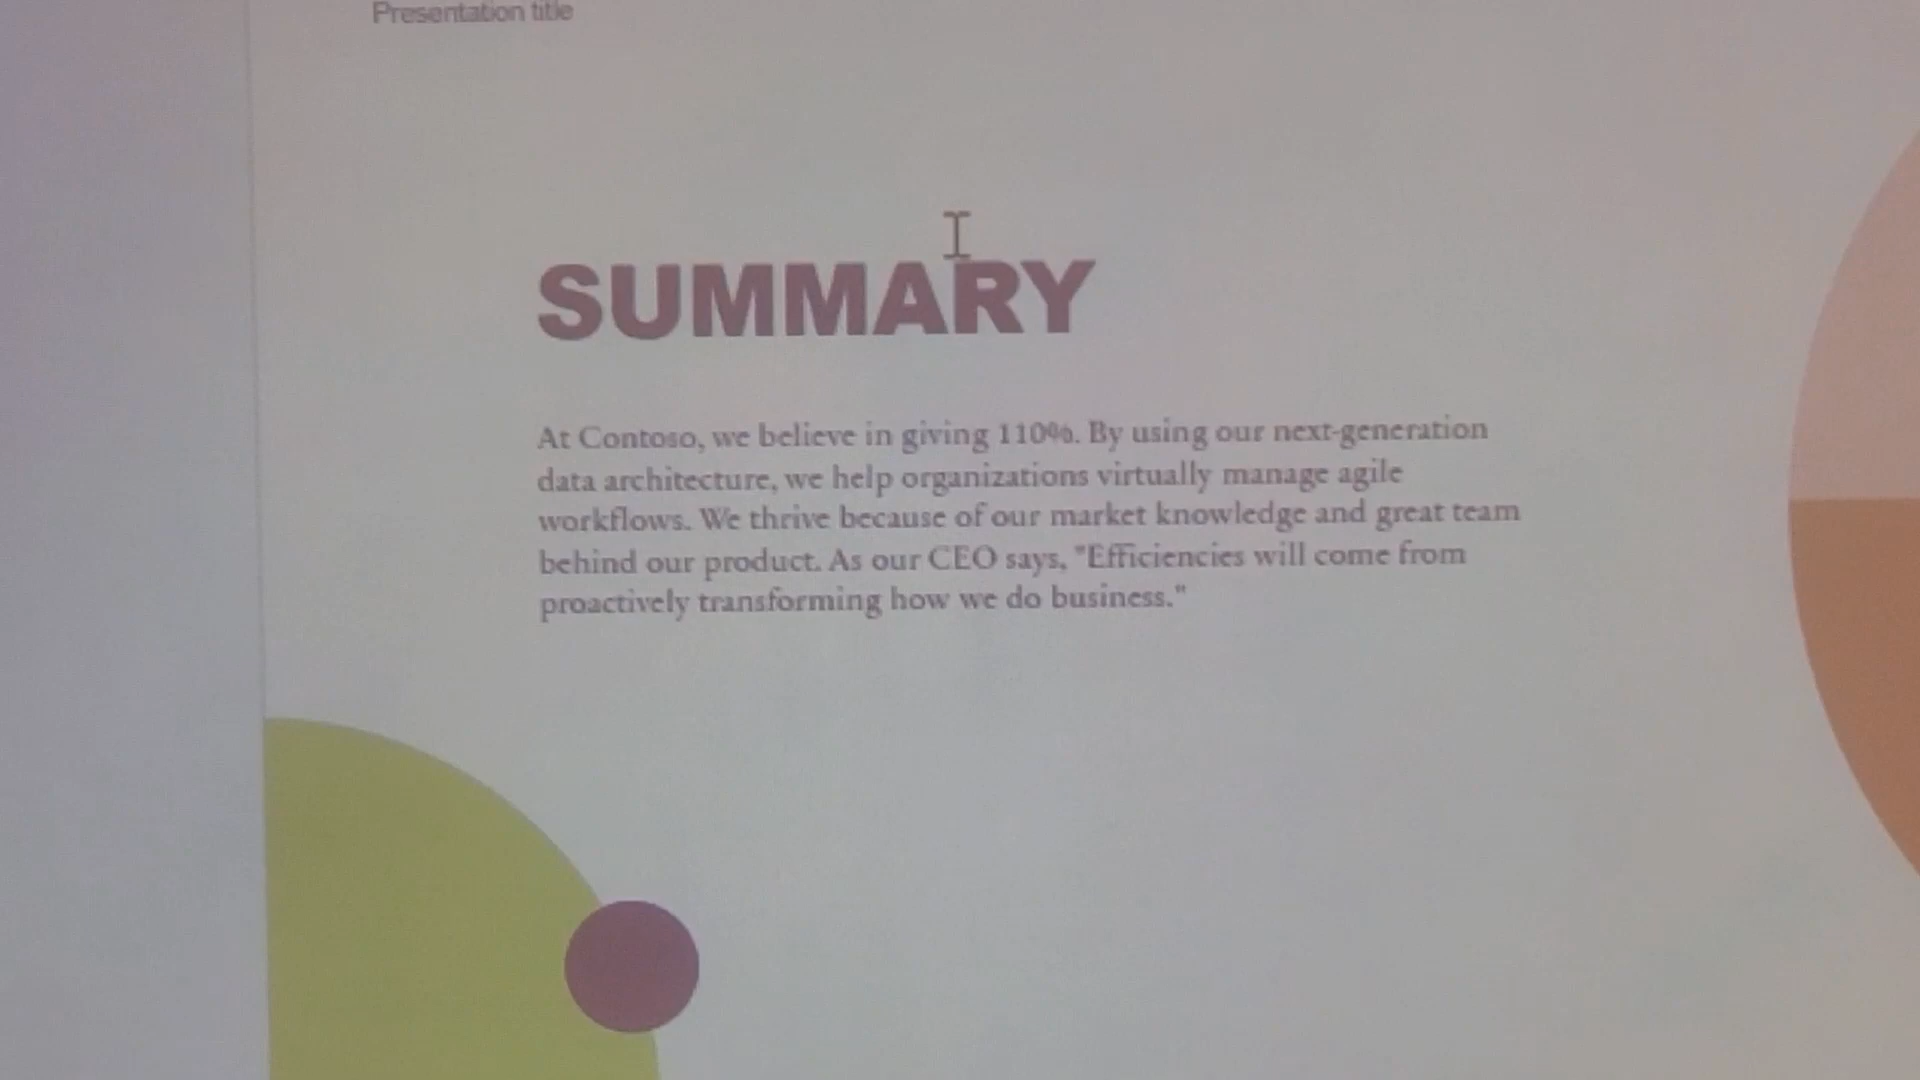 Presentation title
SUMMARY
At Contoso, we believe in giving 110%. By using our next-generation
data architecture, we help organizations virtually manage agile
workflows. We thrive because of our market knowledge and great team
behind our product. As our CEO says, "Efficiencies will come from
proactively transforming how we do business."